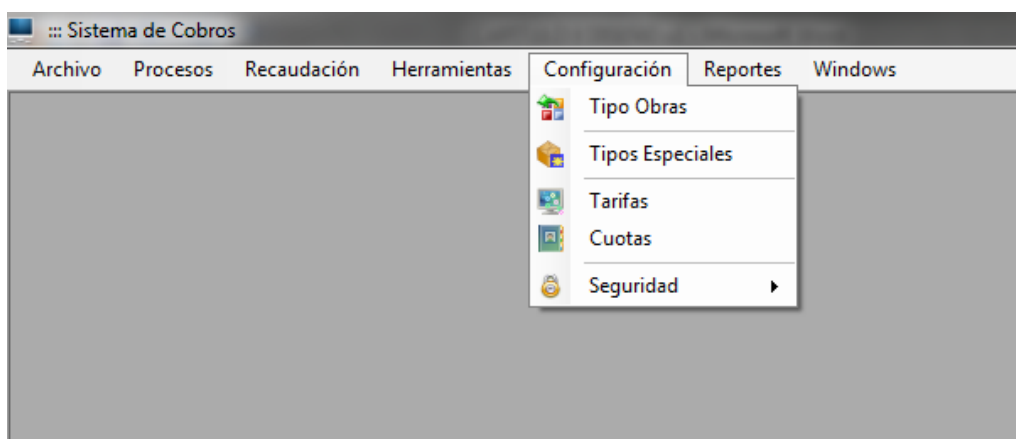 ::: Sistema de Cobros
Archivo Procesos Recaudación Herramientas Configuración Reportes Windows
Tipo Obras
Tipos Especiales
Tarifas
Cuotas
Seguridad